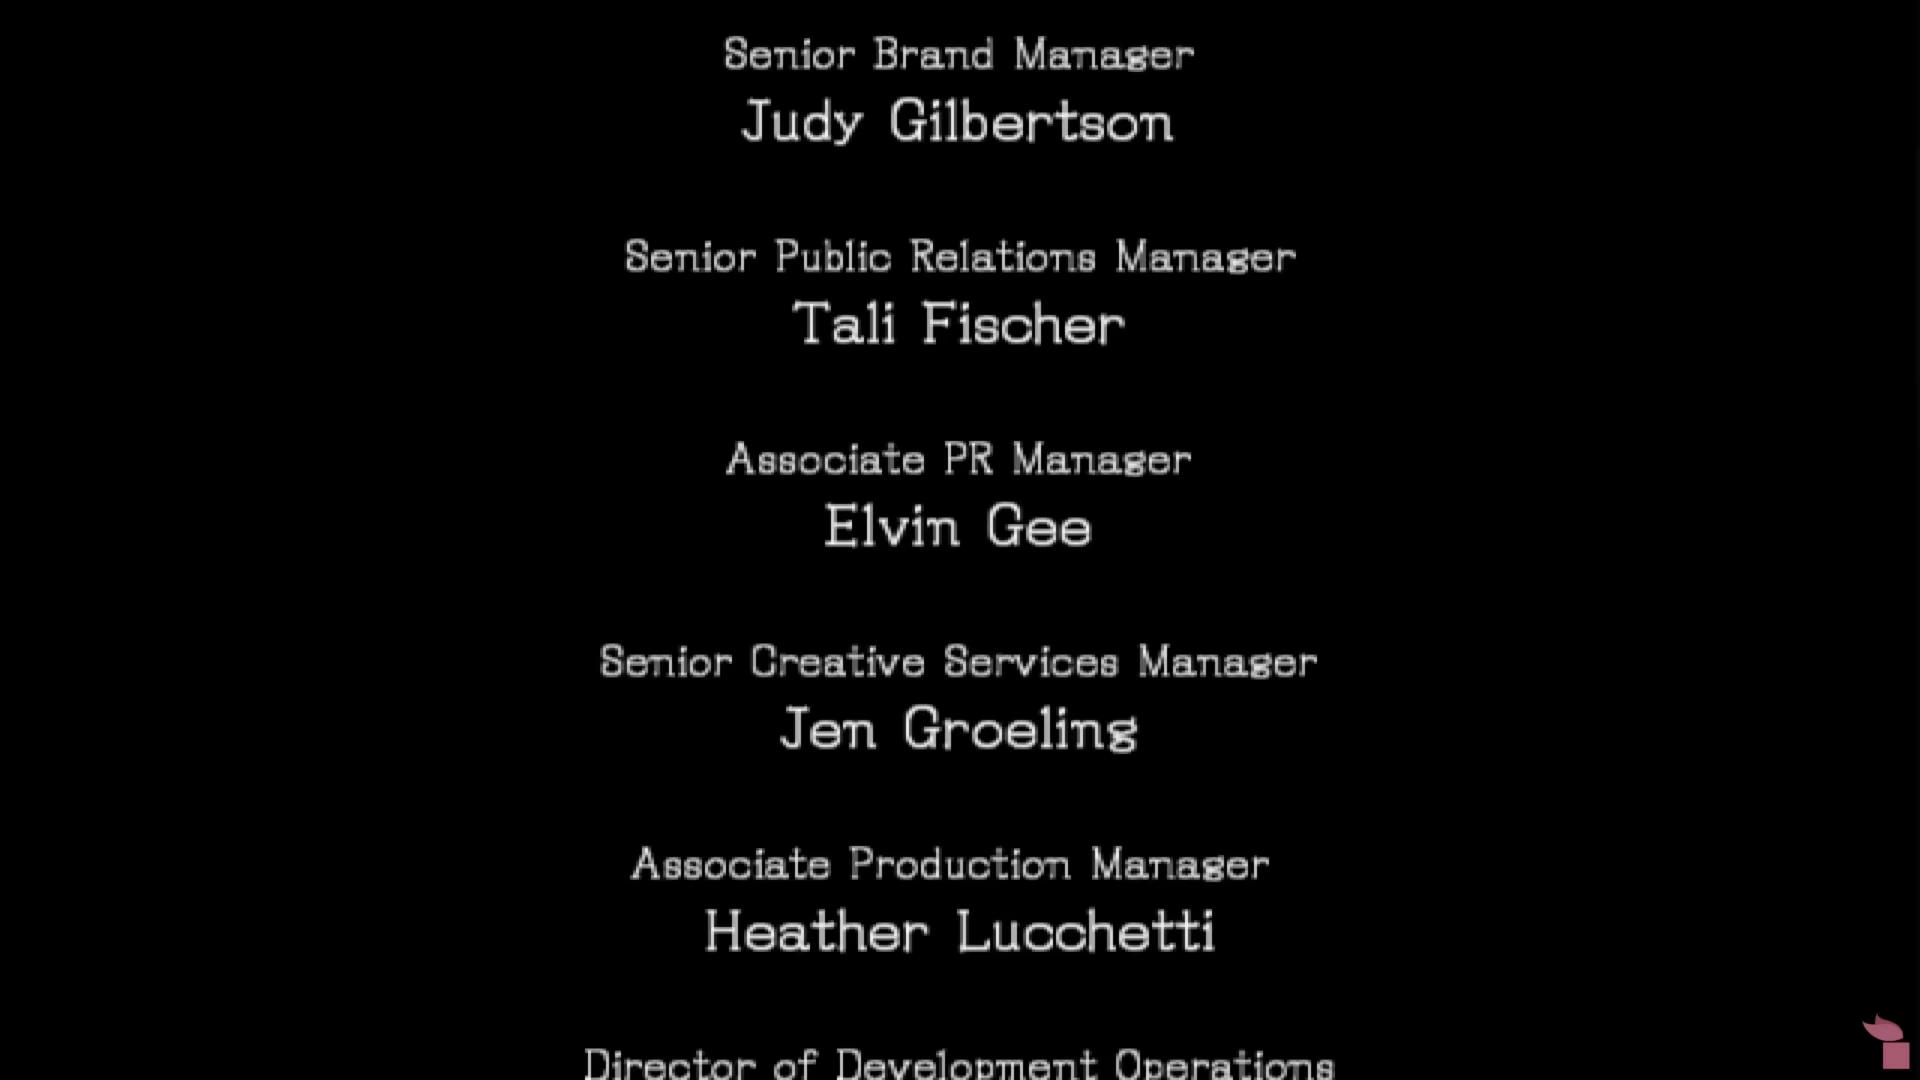 Senior Brand Manager
Judy Gilbertson
Senior Public Relations Manager
Tali Fischer
Associate PR Manager
Elvin Gee
Senior Creative Services Manager
Jen Groeling
Associate Production Manager
Heather Lucchetti
Director of Development Operations